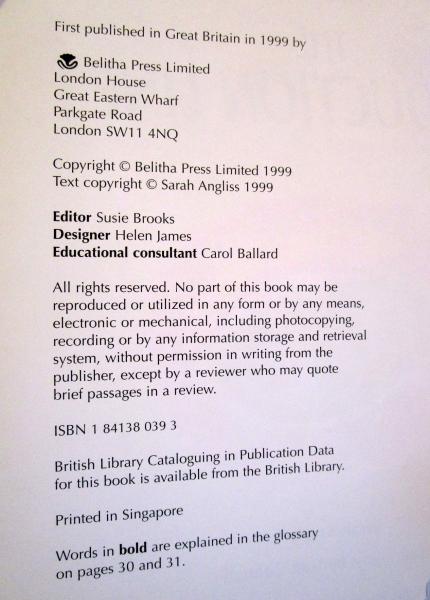 First published in Great Britain in 1999 by
Belitha Press Limited
London House
Great Eastern Wharf
Parkgate Road
London SW11 4NQ
Copyright © Belitha Press Limited 1999
Text copyright © Sarah Angliss 1999
Editor Susie Brooks
Designer Helen James
Educational consultant Carol Ballard
All rights reserved. No part of this book may be
reproduced or utilized in any form or by any means,
electronic or mechanical, including photocopying,
recording or by any information storage and retrieval
system, without permission in writing from the
publisher, except by a reviewer who may quote
brief passages in a review.
ISBN 1 84138 039 3
British Library Cataloguing in Publication Data
for this book is available from the British Library.
Printed in Singapore
Words in bold are explained in the glossary
on pages 30 and 31.